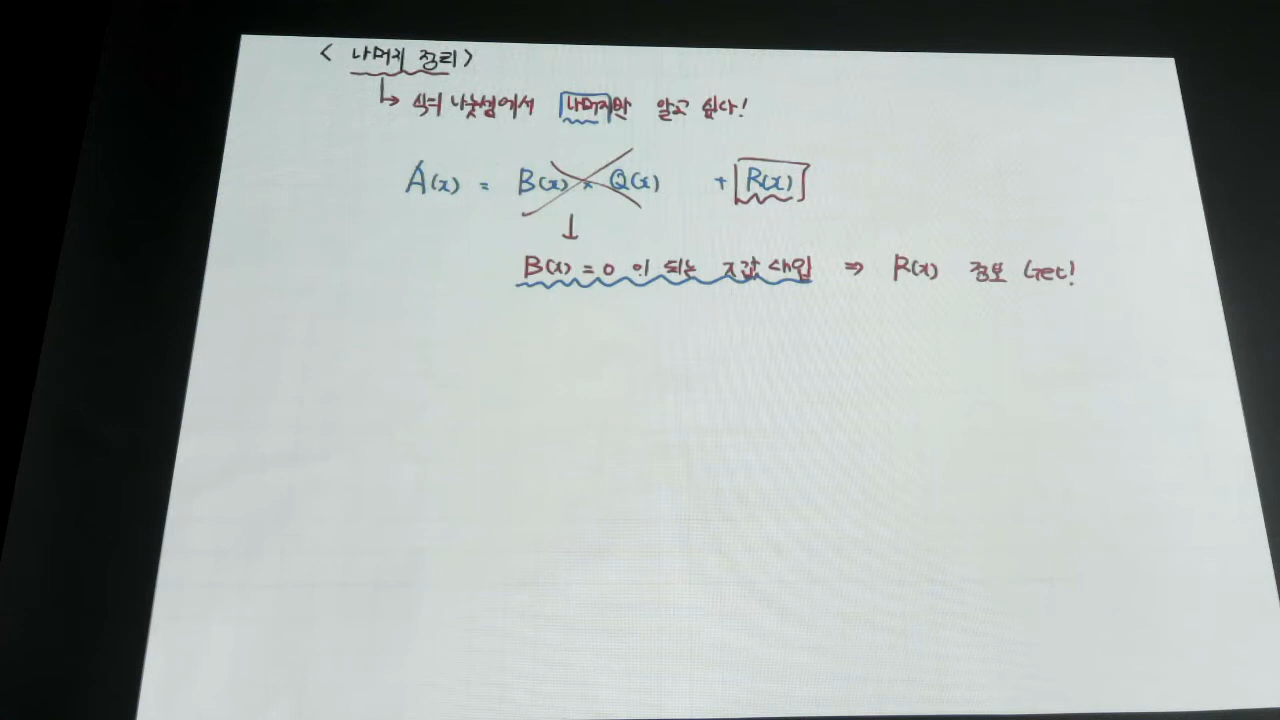 < 나머지 정리 >
↳ 식의 나눗셈에서 나머지만 알고 싶다!
A(x) = B(x) × Q(x) + R(x)
↓
B(x) = 0 이 되는 x값 대입 ⇒ R(x) 정보 Get!